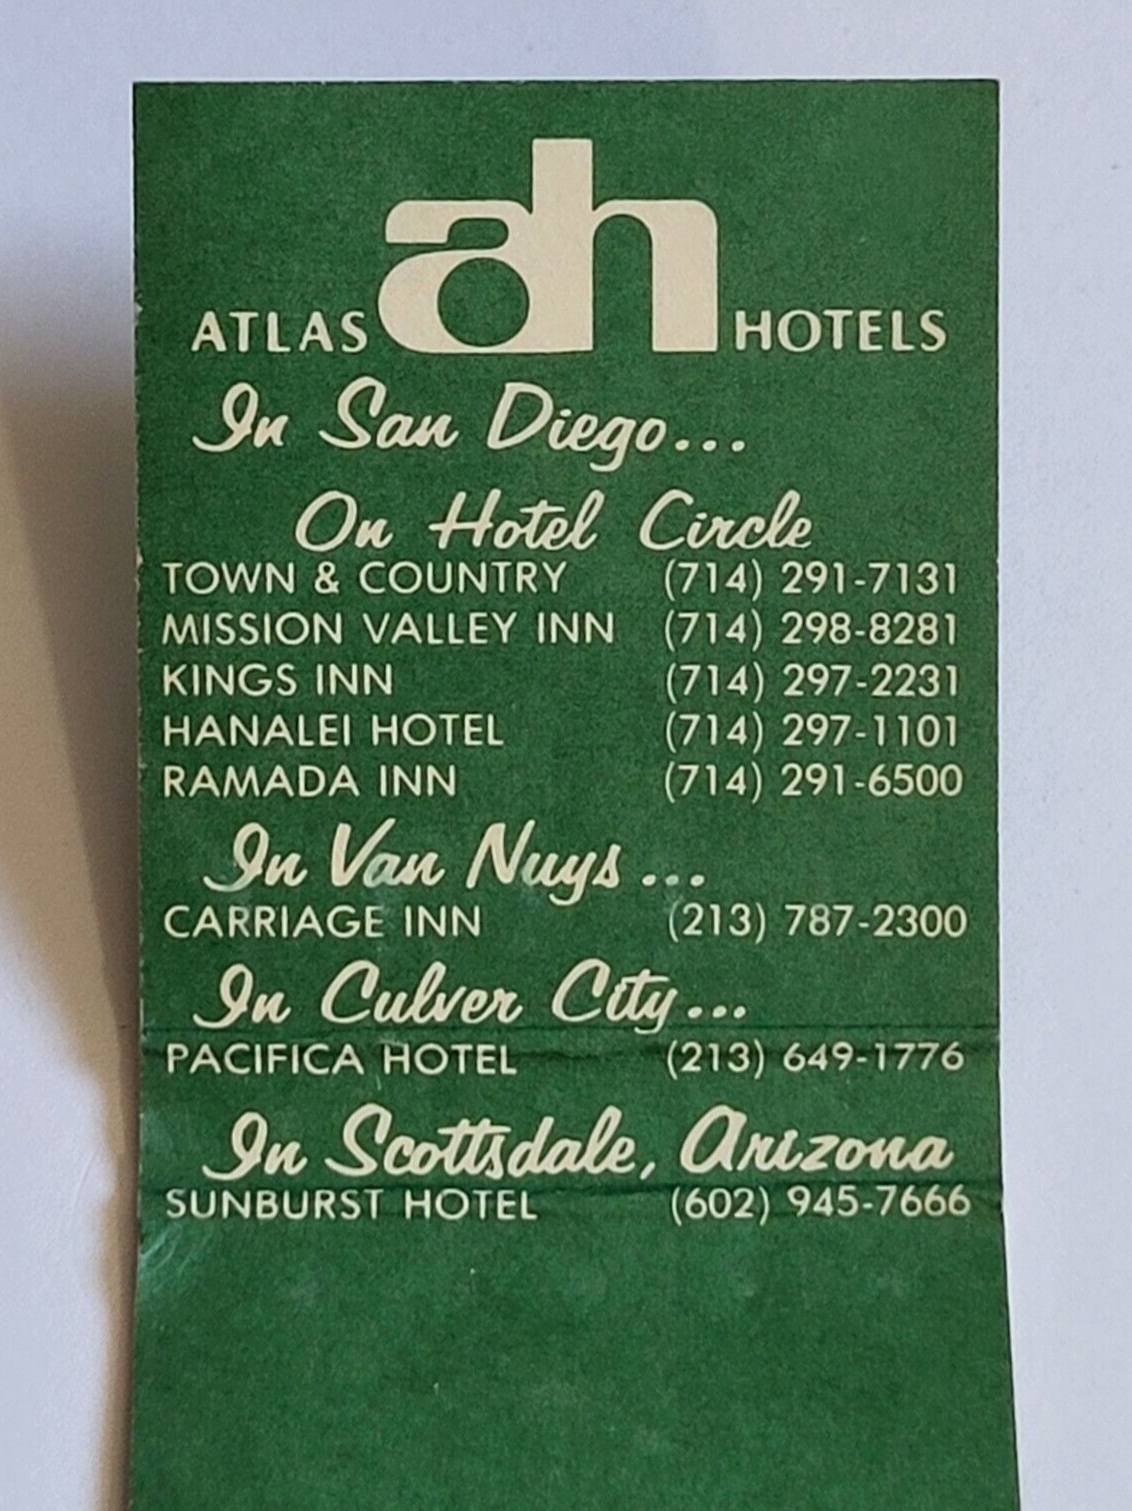 ah
ATLAS HOTELS
In San Diego...
On Hotel Circle
TOWN & COUNTRY (714) 291-7131
MISSION VALLEY INN (714) 298-8281
KINGS INN (714) 297-2231
HANALEI HOTEL (714) 297-1101
RAMADA INN (714) 291-6500
In Van Nuys ...
CARRIAGE INN (213) 787-2300
In Culver City...
PACIFICA HOTEL (213) 649-1776
In Scottsdale, Arizona
SUNBURST HOTEL (602) 945-7666